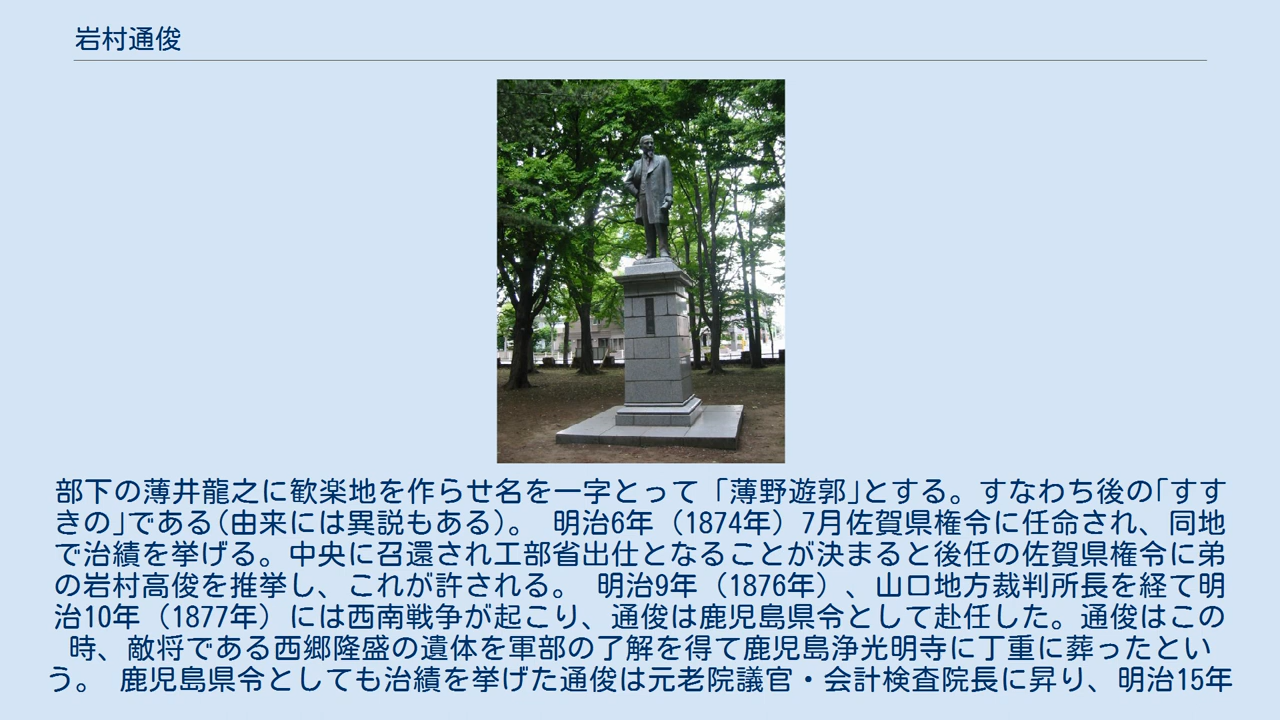 岩村通俊
部下の薄井龍之に歓楽地を作らせ名を一字とって「薄野遊郭」とする。すなわち後の「すす
きの」である(由来には異説もある)。 明治6年（1874年）7月佐賀県権令に任命され、同地
で治績を挙げる。中央に召還され工部省出仕となることが決まると後任の佐賀県権令に弟
の岩村高俊を推挙し、これが許される。 明治9年（1876年）、山口地方裁判所長を経て明
治10年（1877年）には西南戦争が起こり、通俊は鹿児島県令として赴任した。通俊はこの
時、敵将である西郷隆盛の遺体を軍部の了解を得て鹿児島浄光明寺に丁重に葬ったとい
う。 鹿児島県令としても治績を挙げた通俊は元老院議官・会計検査院長に昇り、明治15年